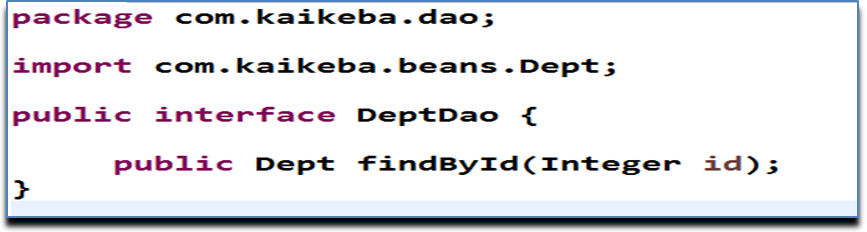 package com.kaikeba.dao;
import com.kaikeba.beans.Dept;
public interface DeptDao {
public Dept findById(Integer id);
}